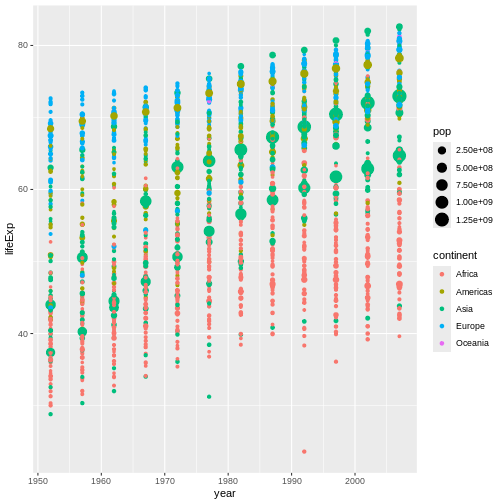 80
60
40
lifeExp
1950
1960
1970
1980
1990
2000
year
pop
2.50e+08
5.00e+08
7.50e+08
1.00e+09
1.25e+09
continent
Africa
Americas
Asia
Europe
Oceania